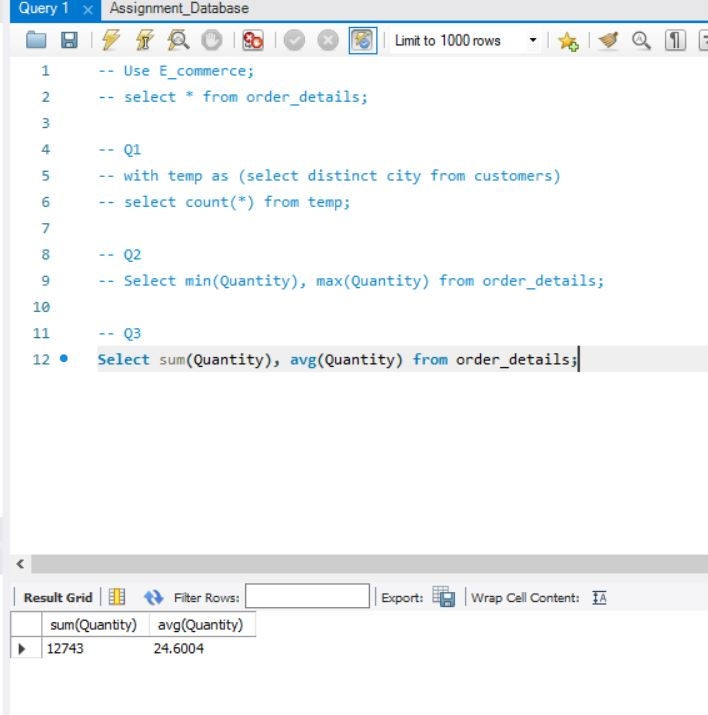 Query 1 × Assignment_Database
Limit to 1000 rows
1 -- Use E_commerce;
2 -- select * from order_details;
3
4 -- Q1
5 -- with temp as (select distinct city from customers)
6 -- select count(*) from temp;
7
8 -- Q2
9 -- Select min(Quantity), max(Quantity) from order_details;
10
11 -- Q3
12 Select sum(Quantity), avg(Quantity) from order_details;
Result Grid Filter Rows: Export: Wrap Cell Content: IA
sum(Quantity) avg(Quantity)
12743 24.6004